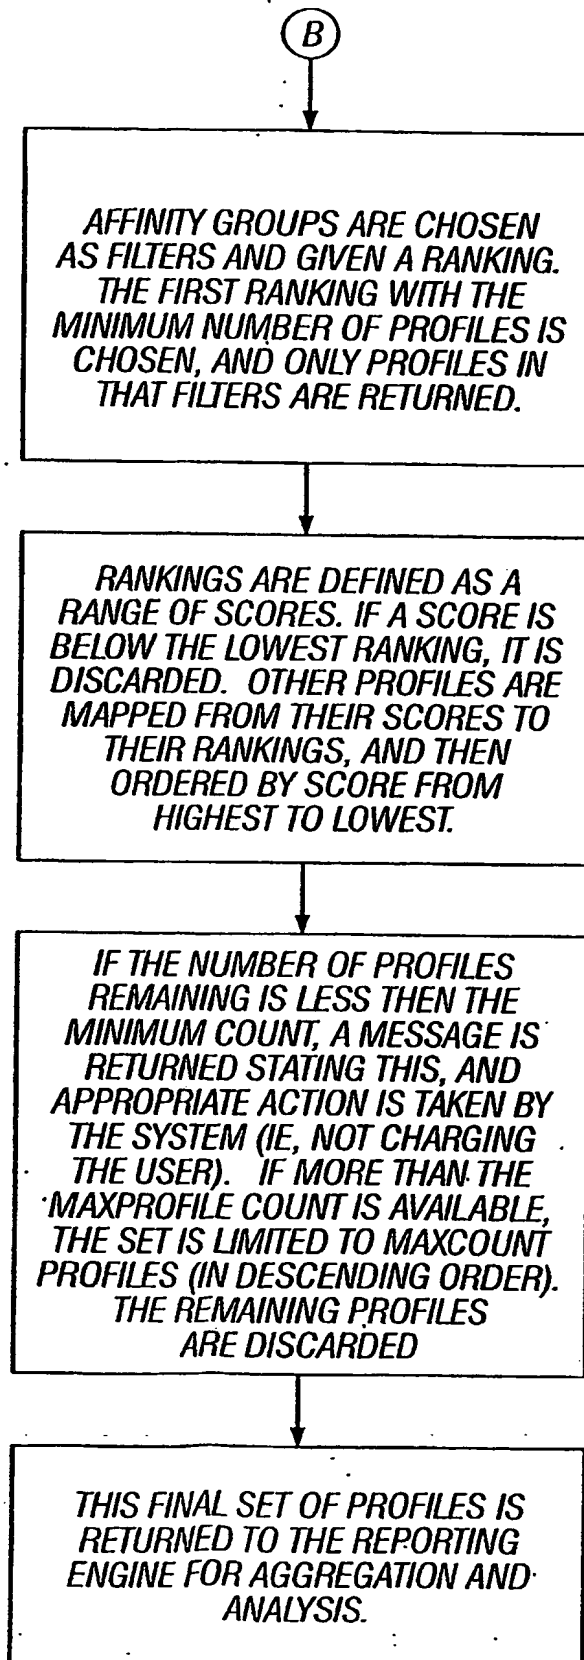 B
AFFINITY GROUPS ARE CHOSEN
AS FILTERS AND GIVEN A RANKING.
THE FIRST RANKING WITH THE
MINIMUM NUMBER OF PROFILES IS
CHOSEN, AND ONLY PROFILES IN
THAT FILTERS ARE RETURNED.
RANKINGS ARE DEFINED AS A
RANGE OF SCORES. IF A SCORE IS
BELOW THE LOWEST RANKING, IT IS
DISCARDED. OTHER PROFILES ARE
MAPPED FROM THEIR SCORES TO
THEIR RANKINGS, AND THEN
ORDERED BY SCORE FROM
HIGHEST TO LOWEST.
IF THE NUMBER OF PROFILES
REMAINING IS LESS THEN THE
MINIMUM COUNT, A MESSAGE IS
RETURNED STATING THIS, AND
APPROPRIATE ACTION IS TAKEN BY
THE SYSTEM (IE, NOT CHARGING
THE USER). IF MORE THAN THE
MAXPROFILE COUNT IS AVAILABLE,
THE SET IS LIMITED TO MAXCOUNT
PROFILES (IN DESCENDING ORDER).
THE REMAINING PROFILES
ARE DISCARDED
THIS FINAL SET OF PROFILES IS
RETURNED TO THE REPORTING
ENGINE FOR AGGREGATION AND
ANALYSIS.